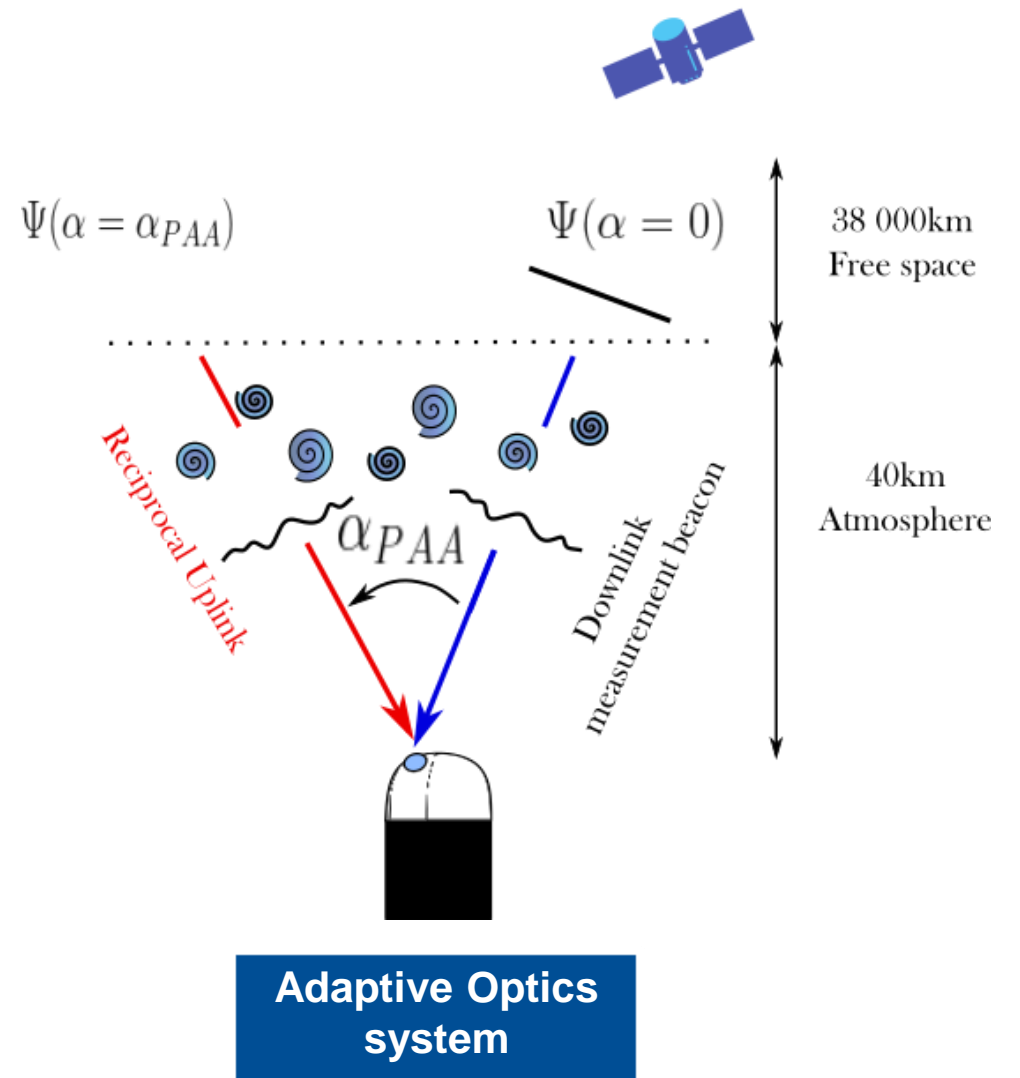 Ψ(α = α_PAA)
Ψ(α = 0)
38 000km
Free space
Reciprocal Uplink
α_PAA
Downlink
measurement beacon
40km
Atmosphere
Adaptive Optics
system